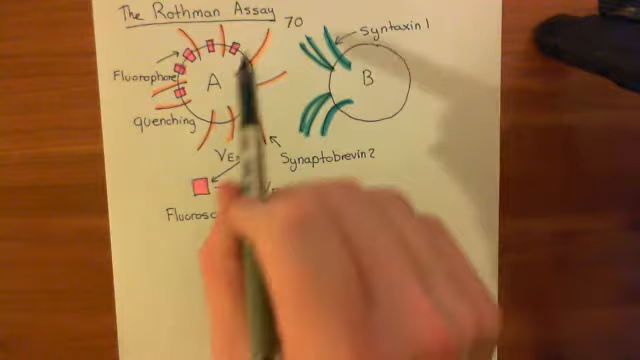 The Rothman Assay
70
Syntaxin 1
Fluorophore
A
B
quenching
Synaptobrevin 2